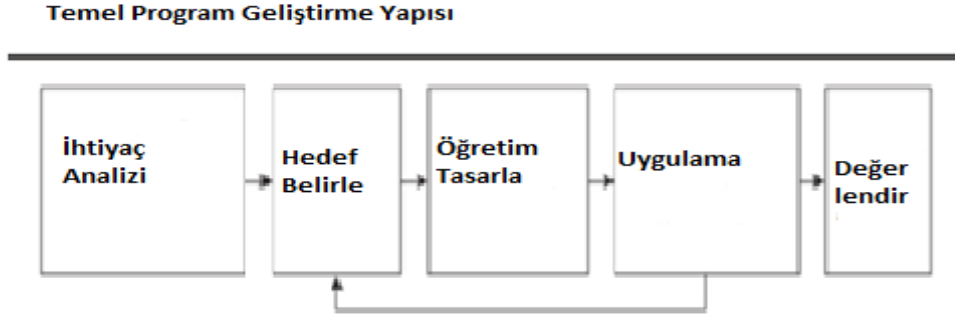 Temel Program Geliştirme Yapısı
İhtiyaç
Analizi
Hedef
Belirle
Öğretim
Tasarla
Uygulama
Değer
lendir